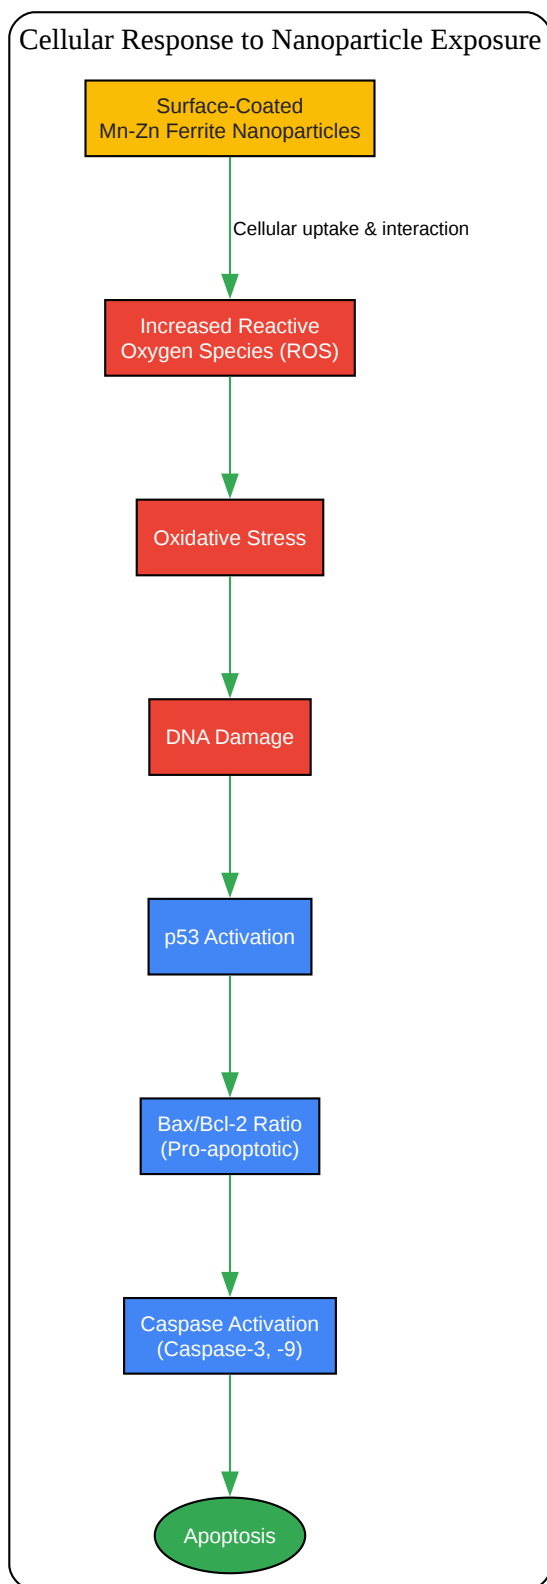 Cellular Response to Nanoparticle Exposure
Surface-Coated
Mn-Zn Ferrite Nanoparticles
Cellular uptake & interaction
Increased Reactive
Oxygen Species (ROS)
Oxidative Stress
DNA Damage
p53 Activation
Bax/Bcl-2 Ratio
(Pro-apoptotic)
Caspase Activation
(Caspase-3, -9)
Apoptosis